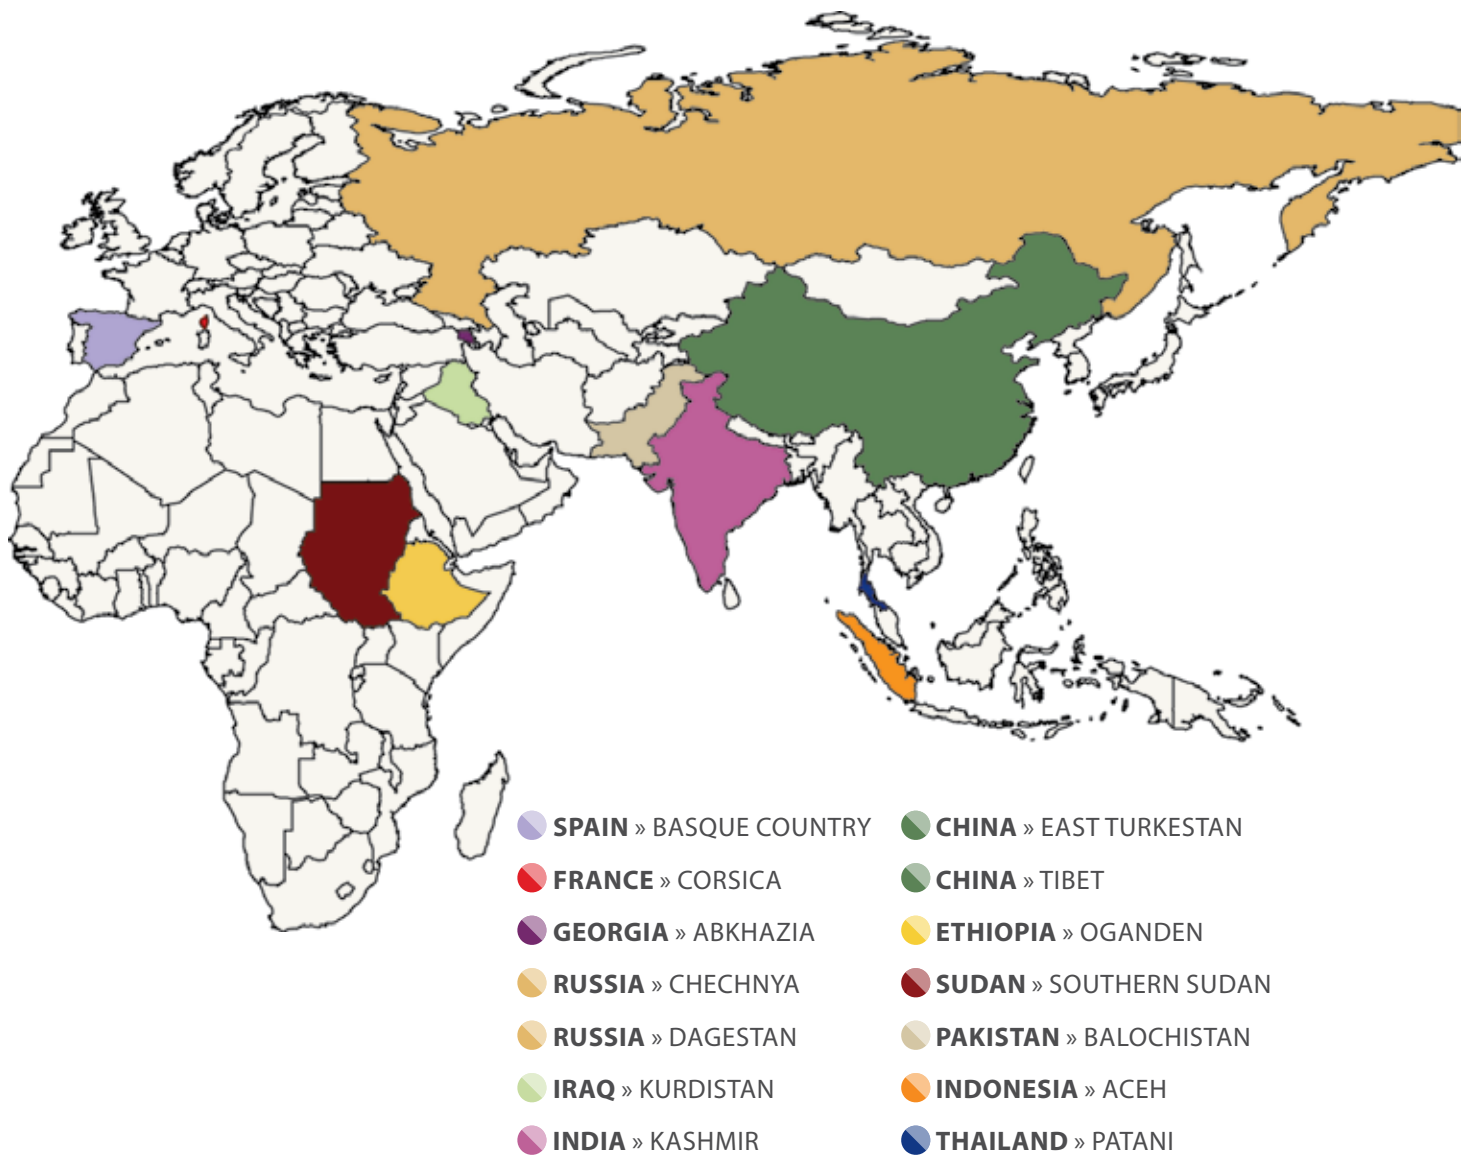 SPAIN » BASQUE COUNTRY
FRANCE » CORSICA
GEORGIA » ABKHAZIA
RUSSIA » CHECHNYA
RUSSIA » DAGESTAN
IRAQ » KURDISTAN
INDIA » KASHMIR
CHINA » EAST TURKESTAN
CHINA » TIBET
ETHIOPIA » OGANDEN
SUDAN » SOUTHERN SUDAN
PAKISTAN » BALOCHISTAN
INDONESIA » ACEH
THAILAND » PATANI